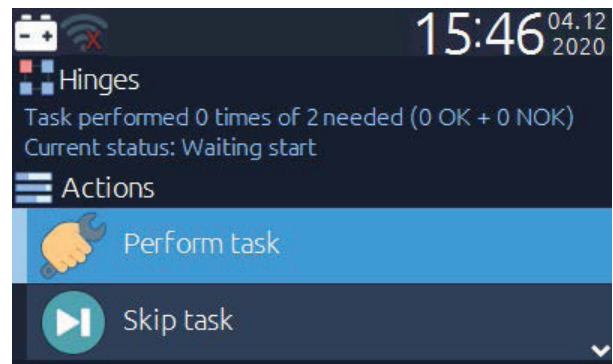 15:46 04.12
2020
Hinges
Task performed 0 times of 2 needed (0 OK + 0 NOK)
Current status: Waiting start
Actions
Perform task
Skip task